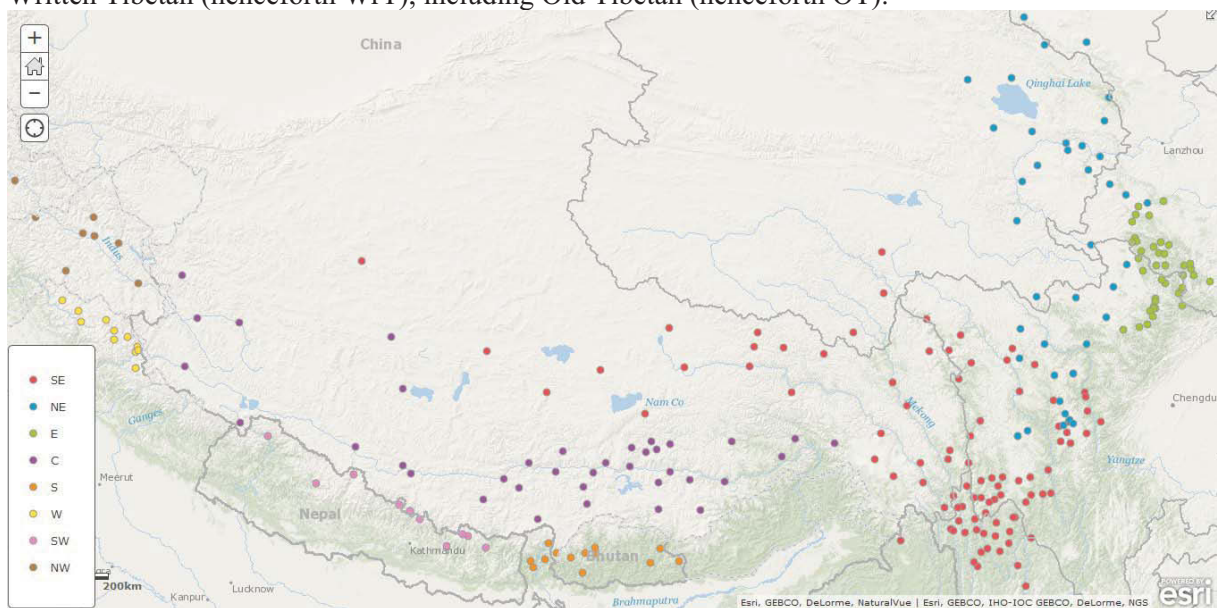 Written Tibetan (henceforth WrT), including Old Tibetan (henceforth OT).
China
Qinghai Lake
Lanzhou
Indus
SE
NE
E
C
S
W
SW
NW
Nam Co
Mekong
Chengdu
Ganges
Yangtze
Meerut
Nepal
Kathmandu
Bhutan
200km
Lucknow
Kanpur
Brahmaputra
Esri, GEBCO, DeLorme, NaturalVue | Esri, GEBCO, IHO-IOC GEBCO, DeLorme, NGS
POWERED BY
esri